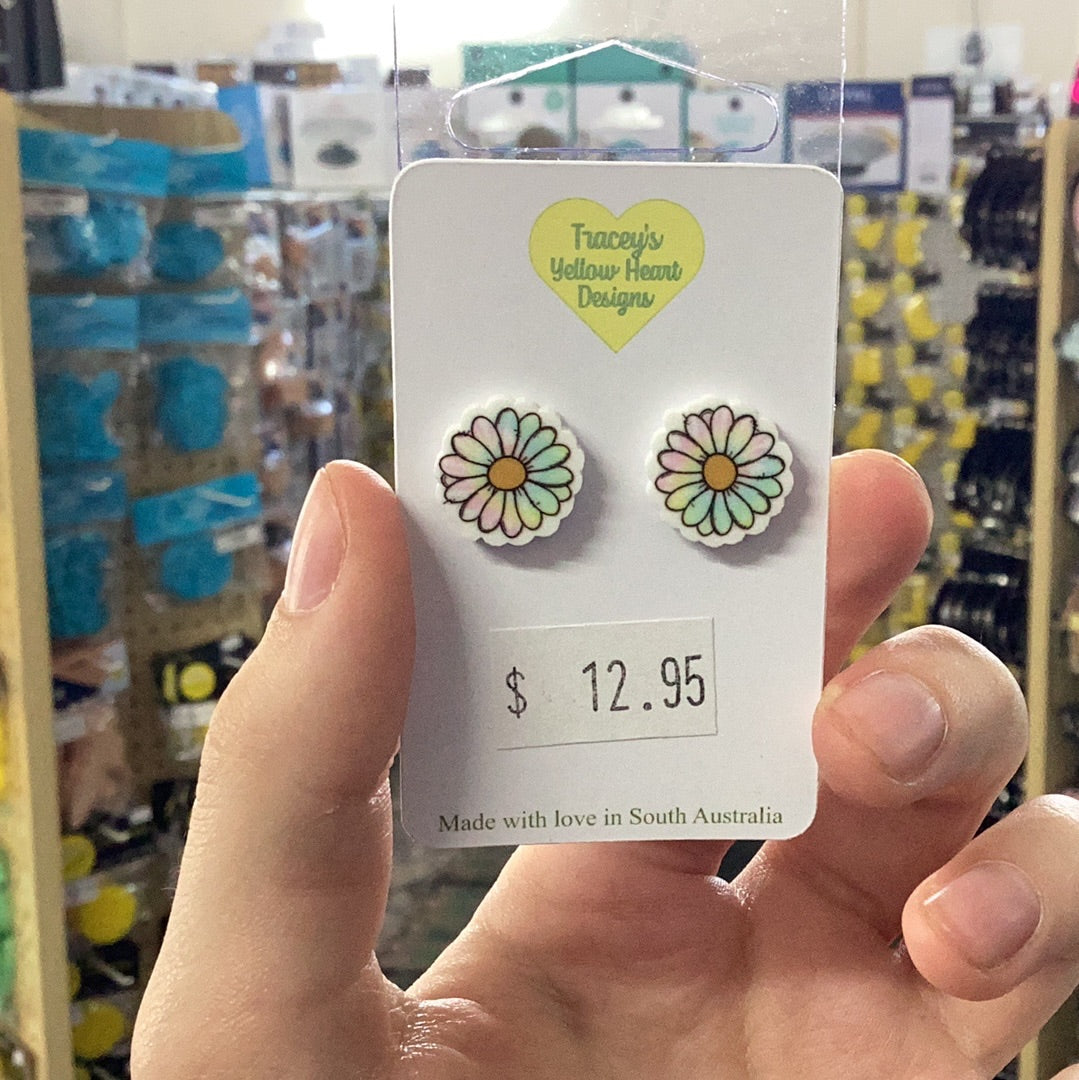 Tracey's
Yellow Heart
Designs
$ 12.95
Made with love in South Australia